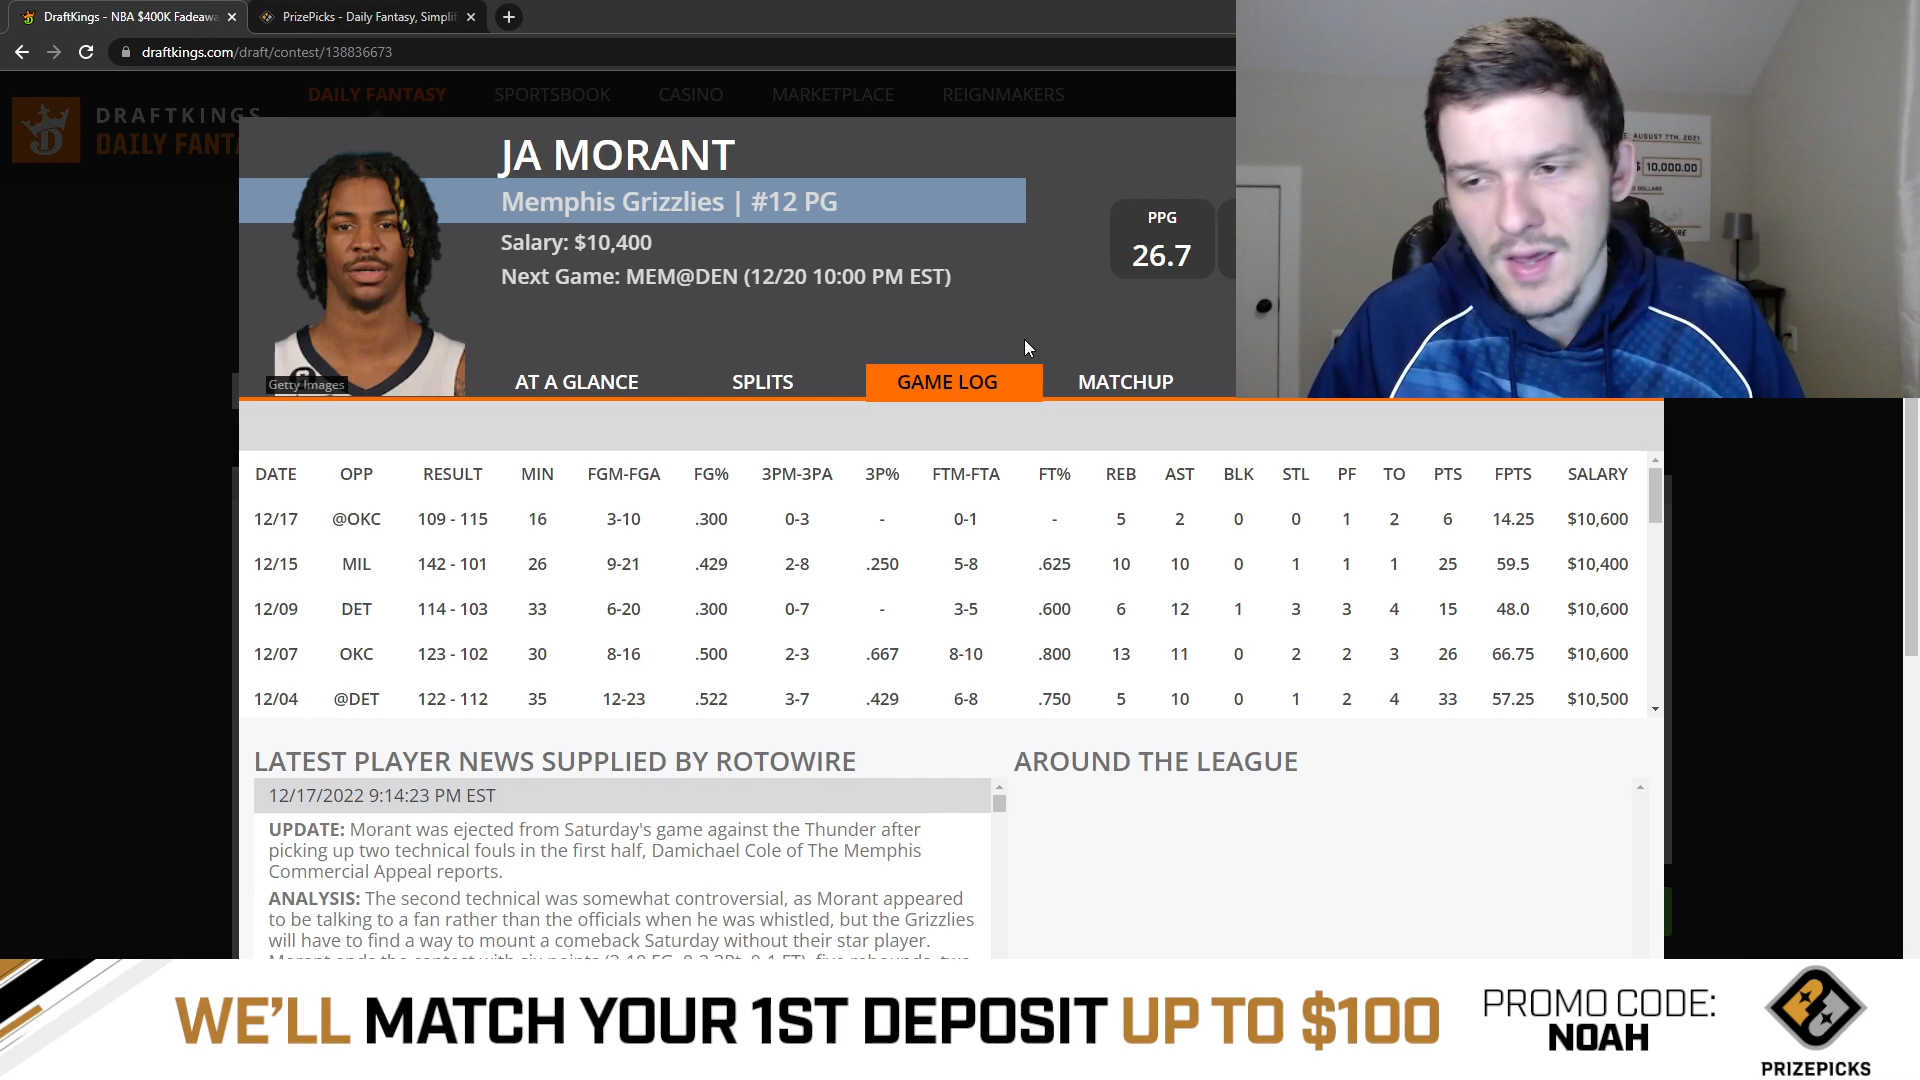 DraftKings - NBA $400K Fadeawa
PrizePicks - Daily Fantasy, Simplif
draftkings.com/draft/contest/138836673
DAILY FANTASY SPORTSBOOK CASINO MARKETPLACE REIGNMAKERS
DRAFTKINGS
DAILY FANTA
JA MORANT
Memphis Grizzlies | #12 PG
Salary: $10,400
Next Game: MEM@DEN (12/20 10:00 PM EST)
PPG
26.7
Getty Images
AT A GLANCE SPLITS GAME LOG MATCHUP
AUGUST 7TH, 2021
10,000.00
DOLLARS
DATE OPP RESULT MIN FGM-FGA FG% 3PM-3PA 3P% FTM-FTA FT% REB AST BLK STL PF TO PTS FPTS SALARY
12/17 @OKC 109 - 115 16 3-10 .300 0-3 - 0-1 - 5 2 0 0 1 2 6 14.25 $10,600
12/15 MIL 142 - 101 26 9-21 .429 2-8 .250 5-8 .625 10 10 0 1 1 1 25 59.5 $10,400
12/09 DET 114 - 103 33 6-20 .300 0-7 - 3-5 .600 6 12 1 3 3 4 15 48.0 $10,600
12/07 OKC 123 - 102 30 8-16 .500 2-3 .667 8-10 .800 13 11 0 2 2 3 26 66.75 $10,600
12/04 @DET 122 - 112 35 12-23 .522 3-7 .429 6-8 .750 5 10 0 1 2 4 33 57.25 $10,500
LATEST PLAYER NEWS SUPPLIED BY ROTOWIRE
AROUND THE LEAGUE
12/17/2022 9:14:23 PM EST
UPDATE: Morant was ejected from Saturday's game against the Thunder after
picking up two technical fouls in the first half, Damichael Cole of The Memphis
Commercial Appeal reports.
ANALYSIS: The second technical was somewhat controversial, as Morant appeared
to be talking to a fan rather than the officials when he was whistled, but the Grizzlies
will have to find a way to mount a comeback Saturday without their star player.
WE'LL MATCH YOUR 1ST DEPOSIT UP TO $100
PROMO CODE:
NOAH
PRIZEPICKS